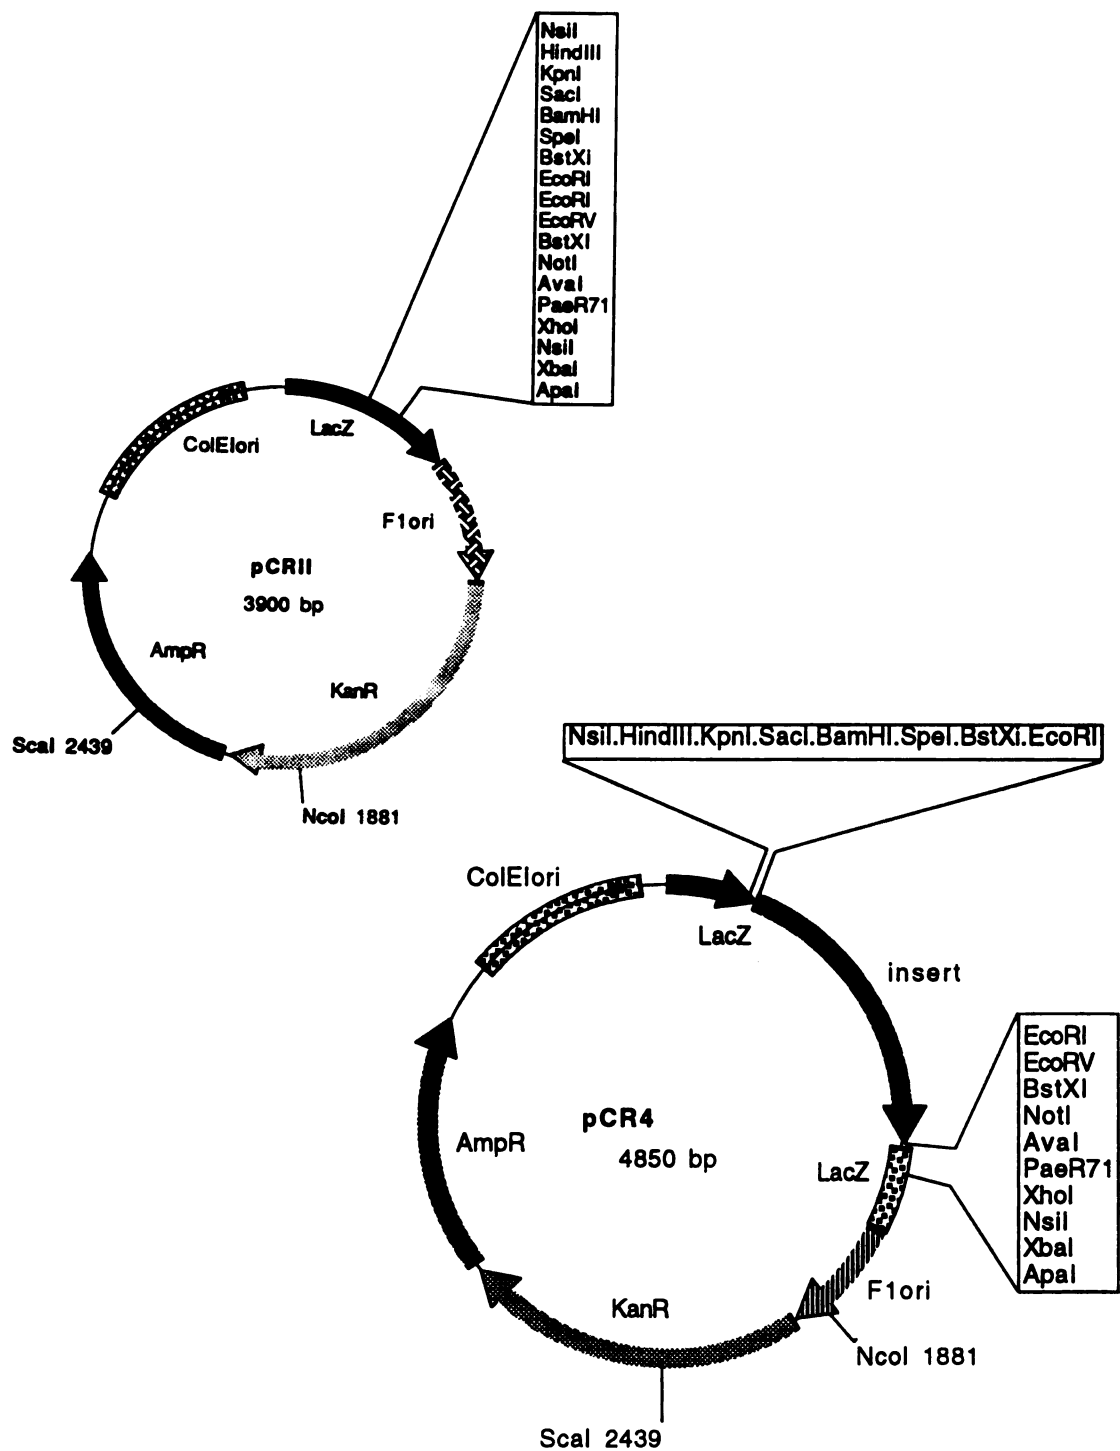 NsiI
HindIII
KpnI
SacI
BamHI
SpeI
BstXi
EcoRI
EcoRI
EcoRV
BstXI
NotI
AvaI
PaeR71
XhoI
NsiI
XbaI
ApaI
LacZ
ColEIori
F1ori
pCRII
3900 bp
AmpR
KanR
ScaI 2439
NcoI 1881
NsiI.HindIII.KpnI.SacI.BamHI.SpeI.BstXi.EcoRI
ColEIori
LacZ
insert
EcoRI
EcoRV
BstXI
NotI
AvaI
PaeR71
XhoI
NsiI
XbaI
ApaI
pCR4
4850 bp
AmpR
LacZ
F1ori
KanR
NcoI 1881
ScaI 2439